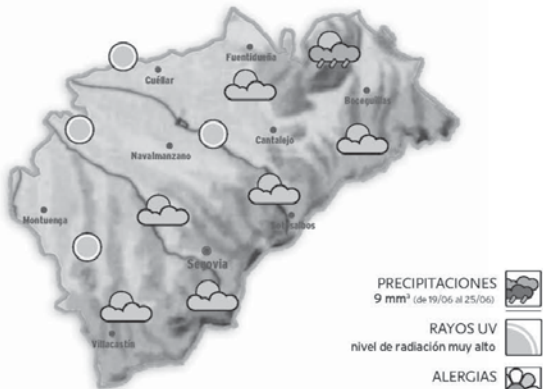 Fuentidueña
Cuéllar
Boceguillas
Cantalejo
Navalmanzano
Montuenga
Segovia
Villacastín
PRECIPITACIONES
9 mm³ (de 19/06 al 25/06)
RAYOS UV
nivel de radiación muy alto
ALERGIAS